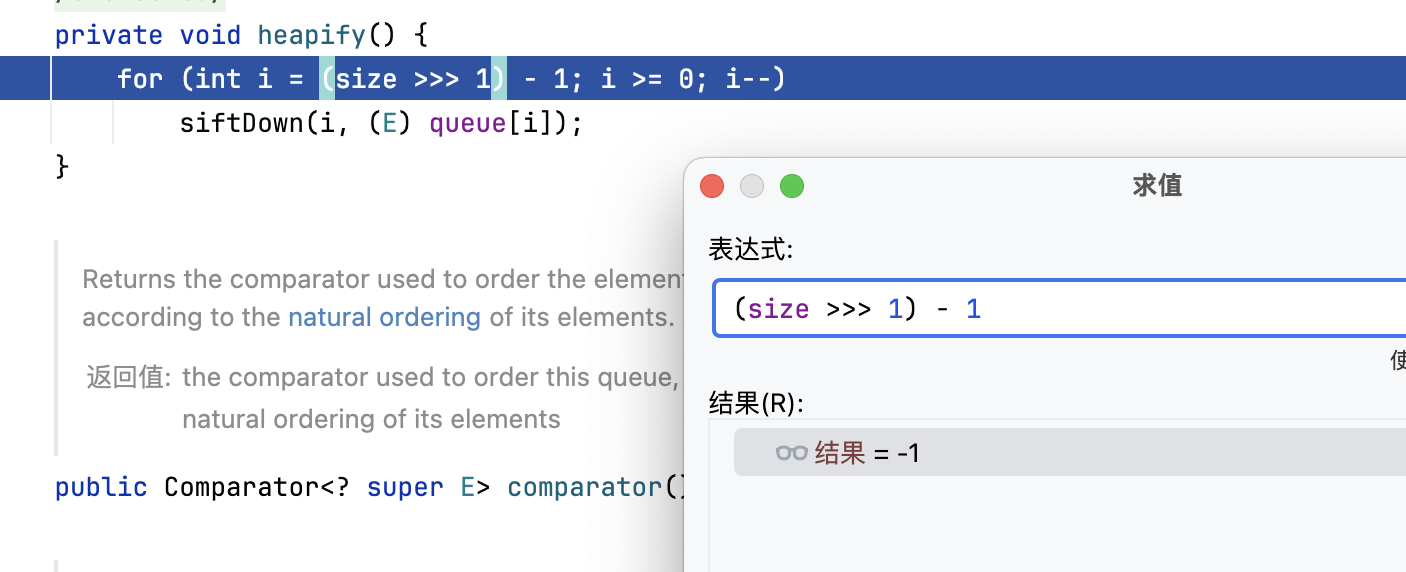 private void heapify() {
for (int i = (size >>> 1) - 1; i >= 0; i--)
siftDown(i, (E) queue[i]);
}
求值
表达式:
Returns the comparator used to order the
according to the natural ordering of its elements.
(size >>> 1) - 1
使
返回值: the comparator used to order this queue,
natural ordering of its elements
结果(R):
结果 = -1
public Comparator<? super E> comparator()